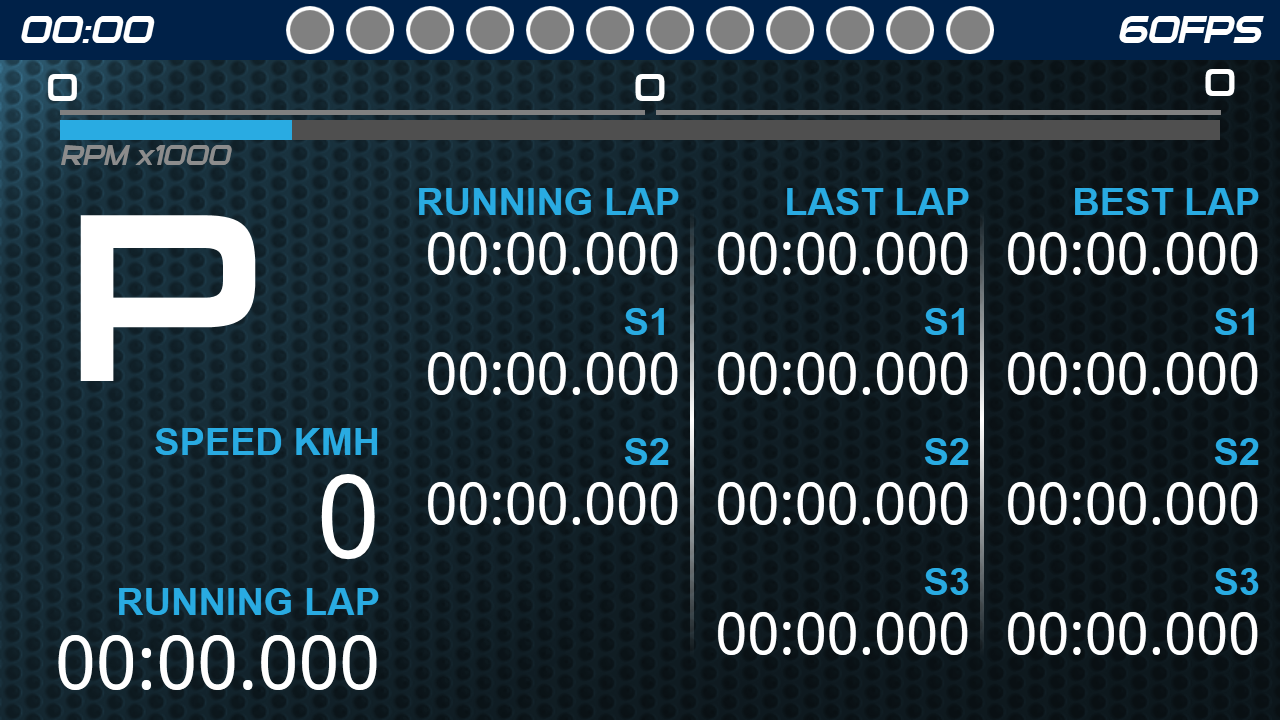 00:00 60FPS
0 0 0
RPM x1000
P
RUNNING LAP LAST LAP BEST LAP
00:00.000 00:00.000 00:00.000
S1 S1 S1
00:00.000 00:00.000 00:00.000
S2 S2 S2
00:00.000 00:00.000 00:00.000
S3 S3
00:00.000 00:00.000
SPEED KMH
0
RUNNING LAP
00:00.000